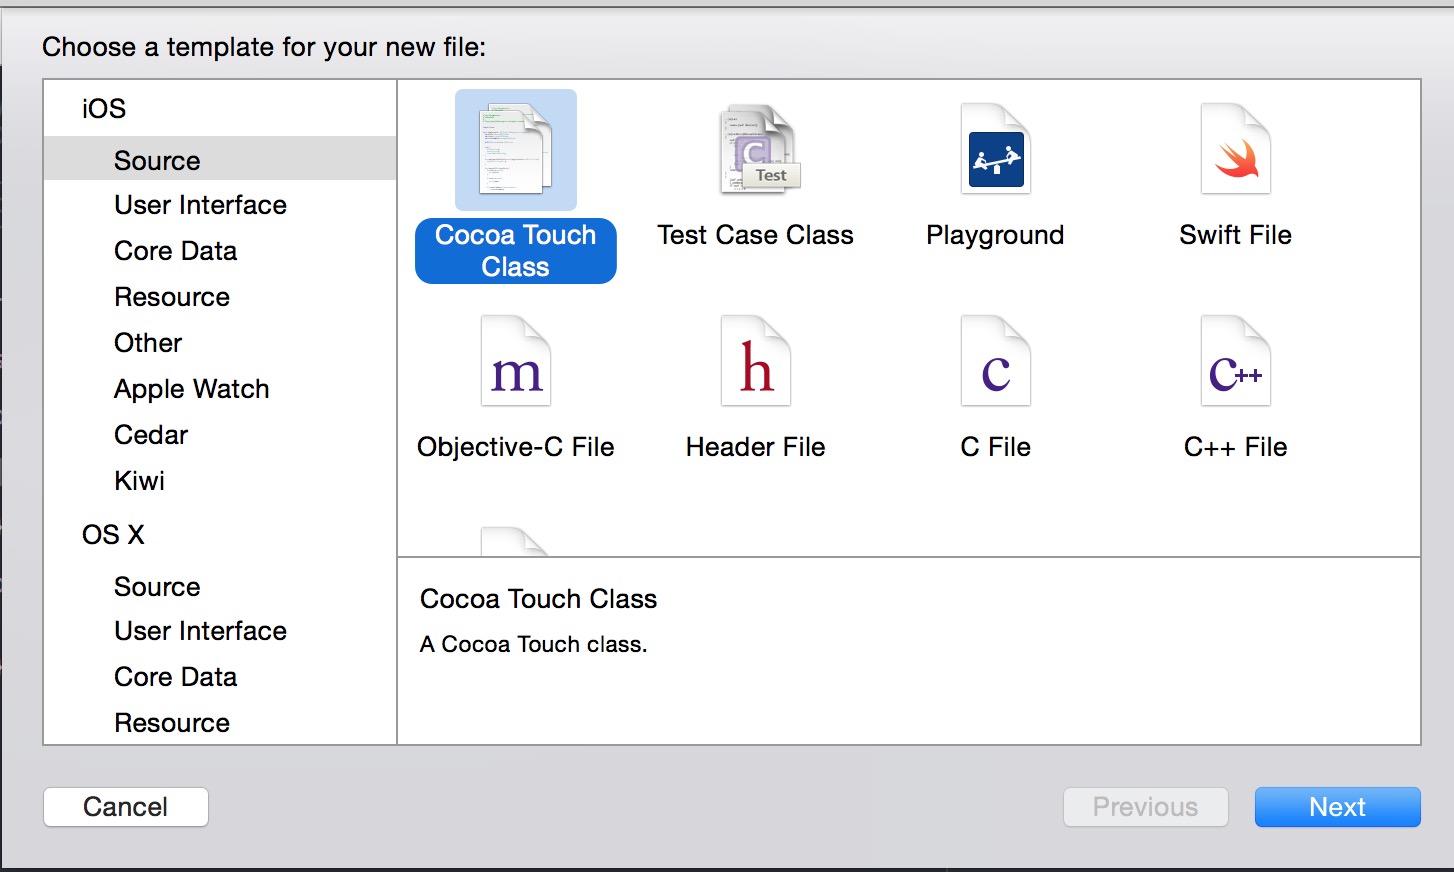 Choose a template for your new file:
iOS
Source
User Interface
Core Data
Resource
Other
Apple Watch
Cedar
Kiwi
OS X
Source
User Interface
Core Data
Resource
C
Test
Cocoa Touch
Class
Test Case Class
Playground
Swift File
m
h
c
C++
Objective-C File
Header File
C File
C++ File
Cocoa Touch Class
A Cocoa Touch class.
Cancel
Previous
Next